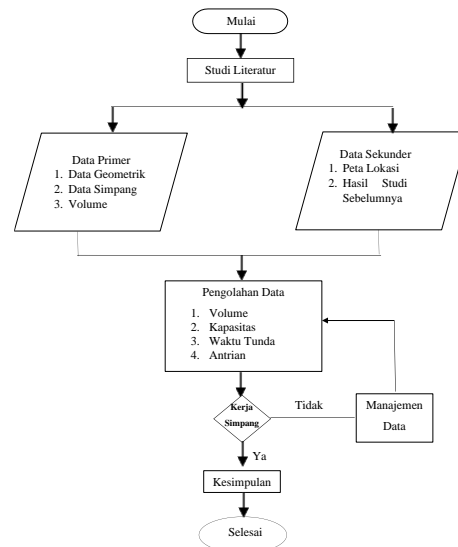 Mulai
Studi Literatur
Data Primer
1. Data Geometrik
2. Data Simpang
3. Volume
Data Sekunder
1. Peta Lokasi
2. Hasil Studi
Sebelumnya
Pengolahan Data
1. Volume
2. Kapasitas
3. Waktu Tunda
4. Antrian
Kerja
Simpang
Tidak
Manajemen
Data
Ya
Kesimpulan
Selesai